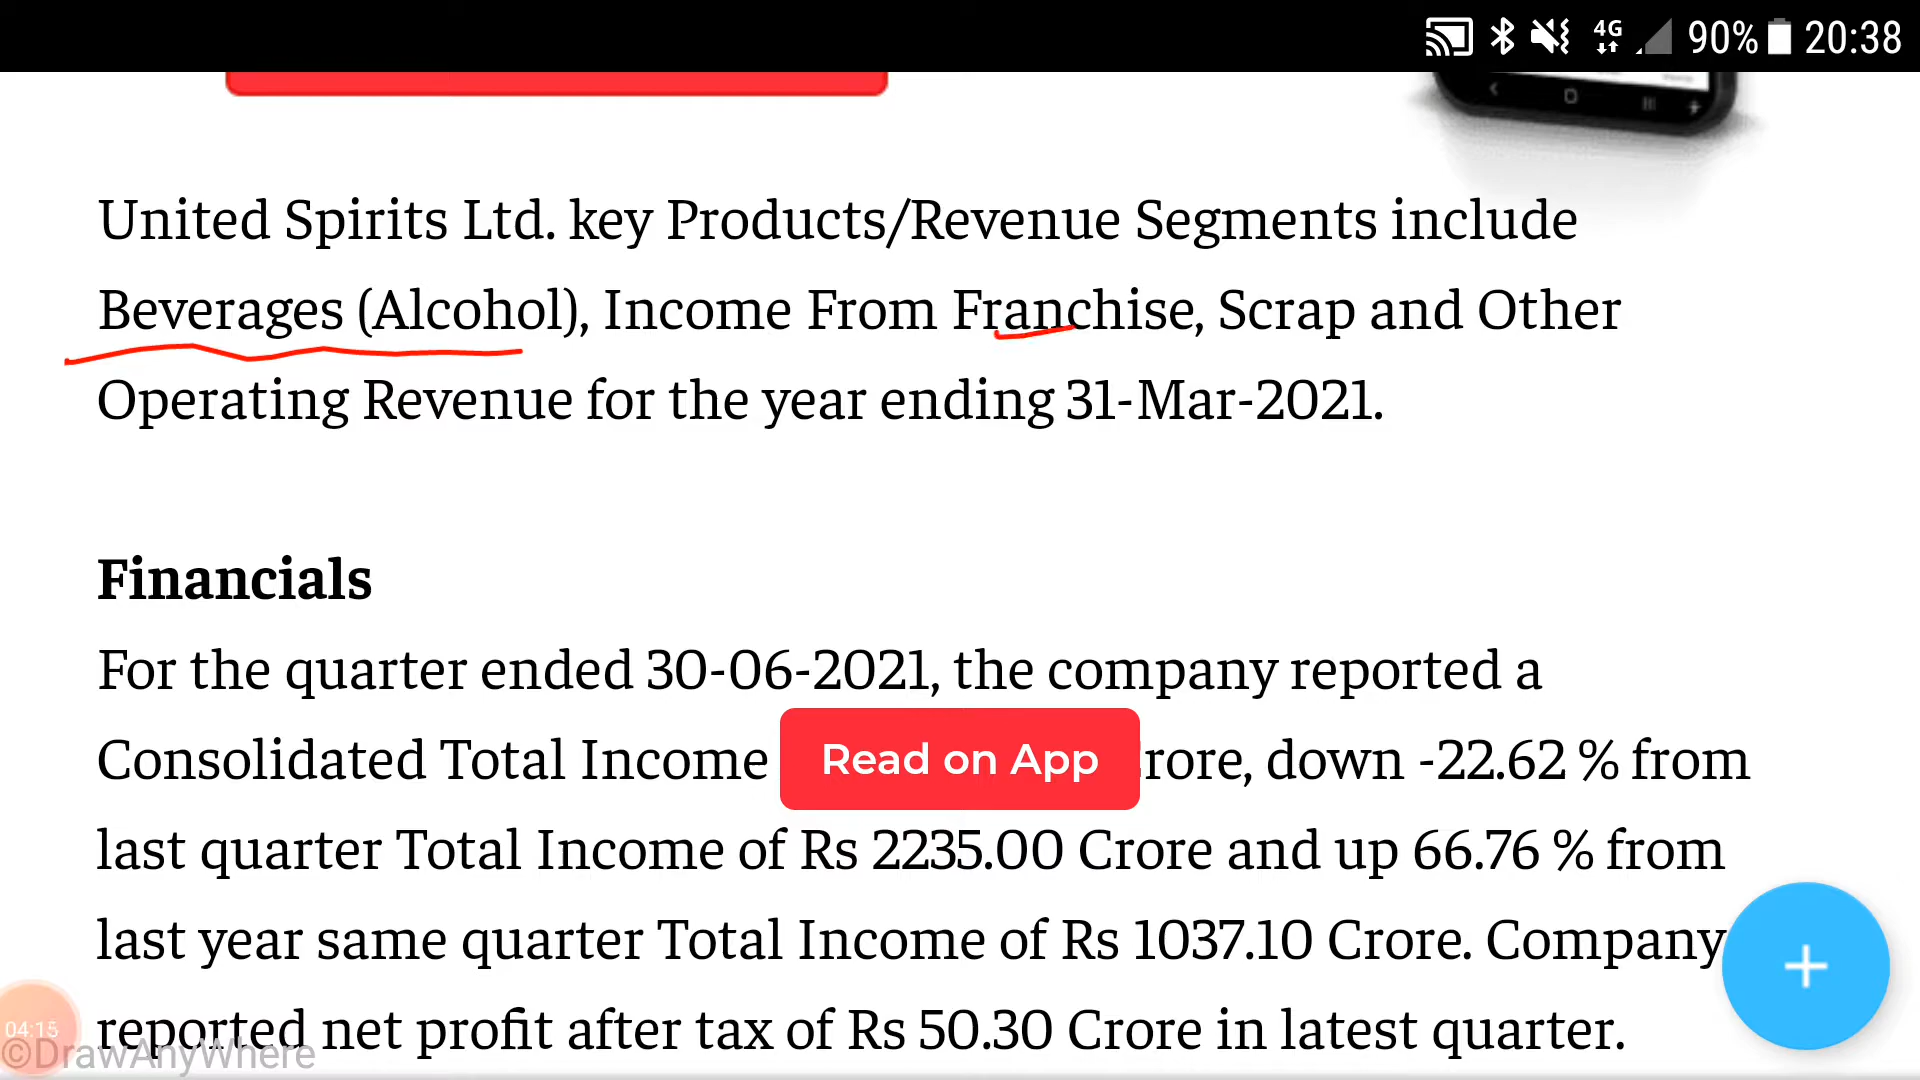 4G 90% 20:38
United Spirits Ltd. key Products/Revenue Segments include
Beverages (Alcohol), Income From Franchise, Scrap and Other
Operating Revenue for the year ending 31-Mar-2021.
Financials
For the quarter ended 30-06-2021, the company reported a
Consolidated Total Income Read on App rore, down -22.62 % from
last quarter Total Income of Rs 2235.00 Crore and up 66.76 % from
last year same quarter Total Income of Rs 1037.10 Crore. Company
+
04:15 reported net profit after tax of Rs 50.30 Crore in latest quarter.
©DrawAnyWhere